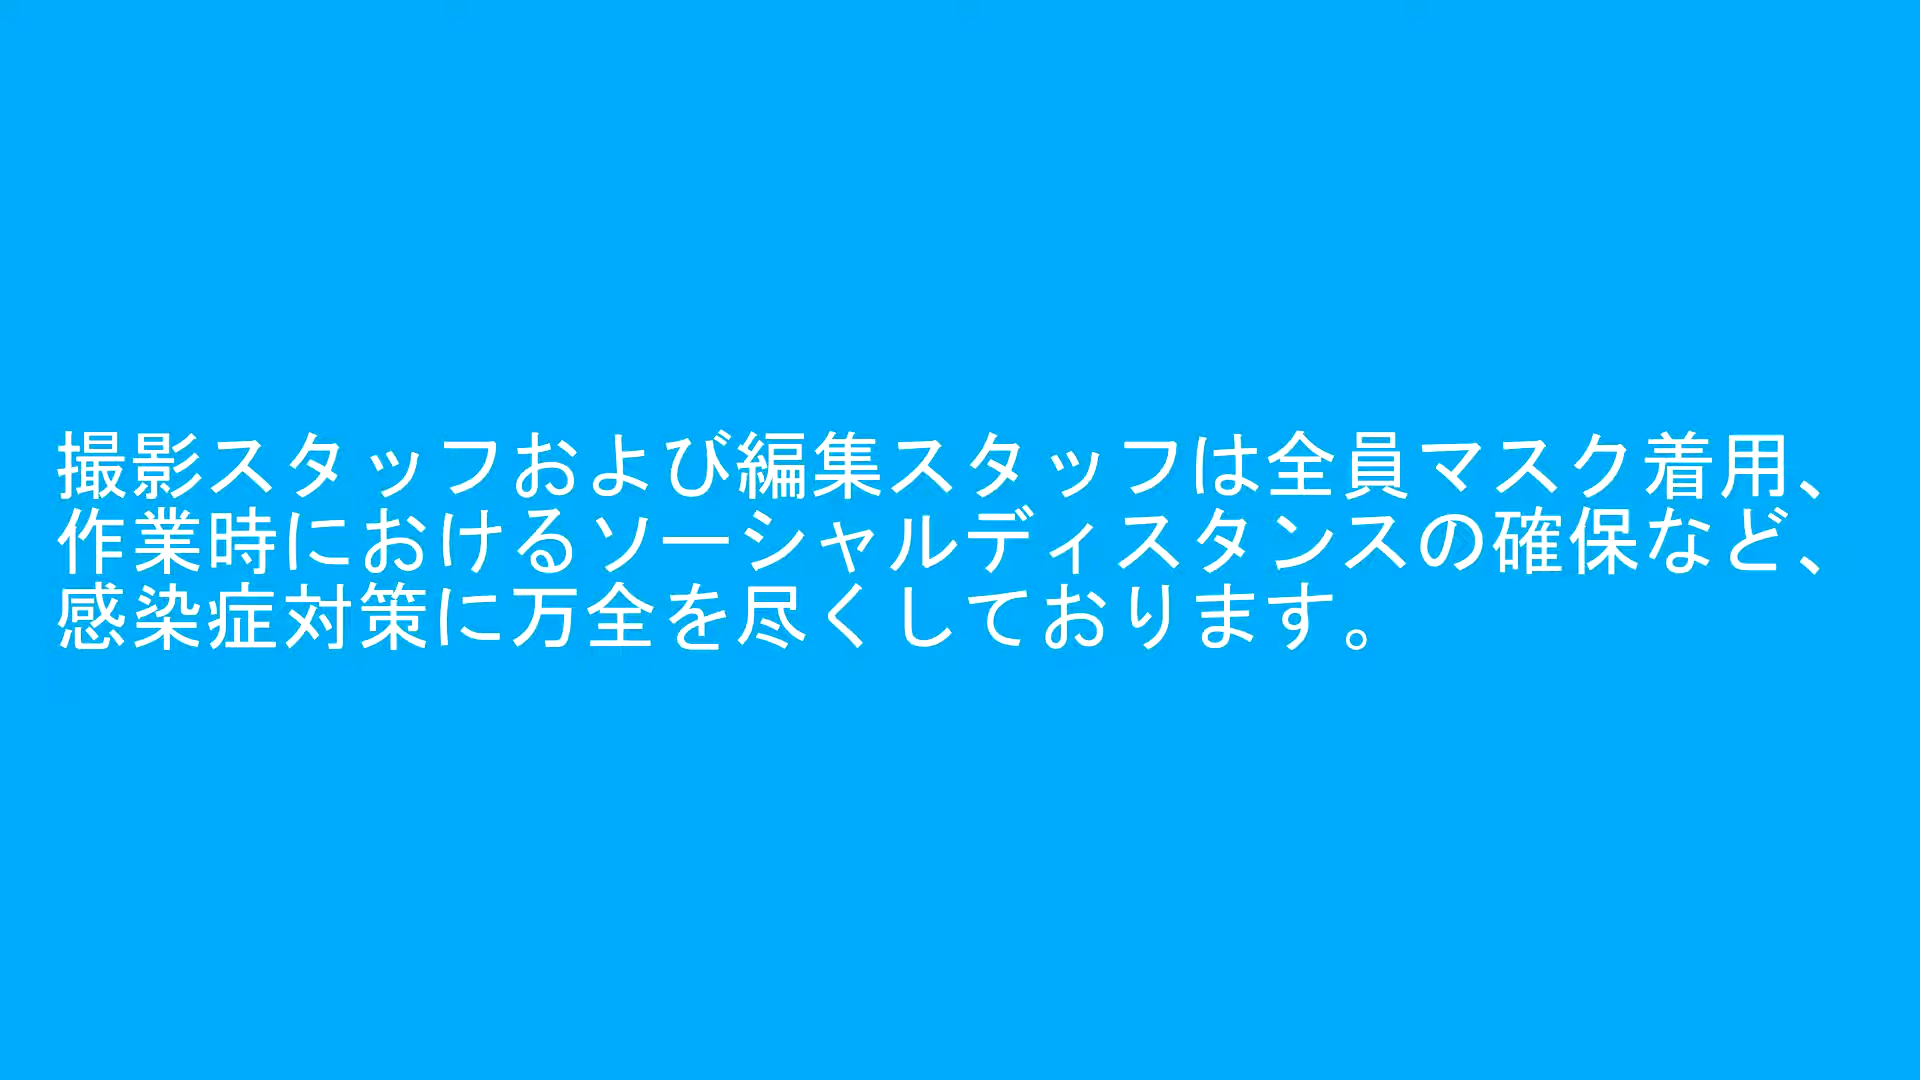 撮影スタッフおよび編集スタッフは全員マスク着用、
作業時におけるソーシャルディスタンスの確保など、
感染症対策に万全を尽くしております。